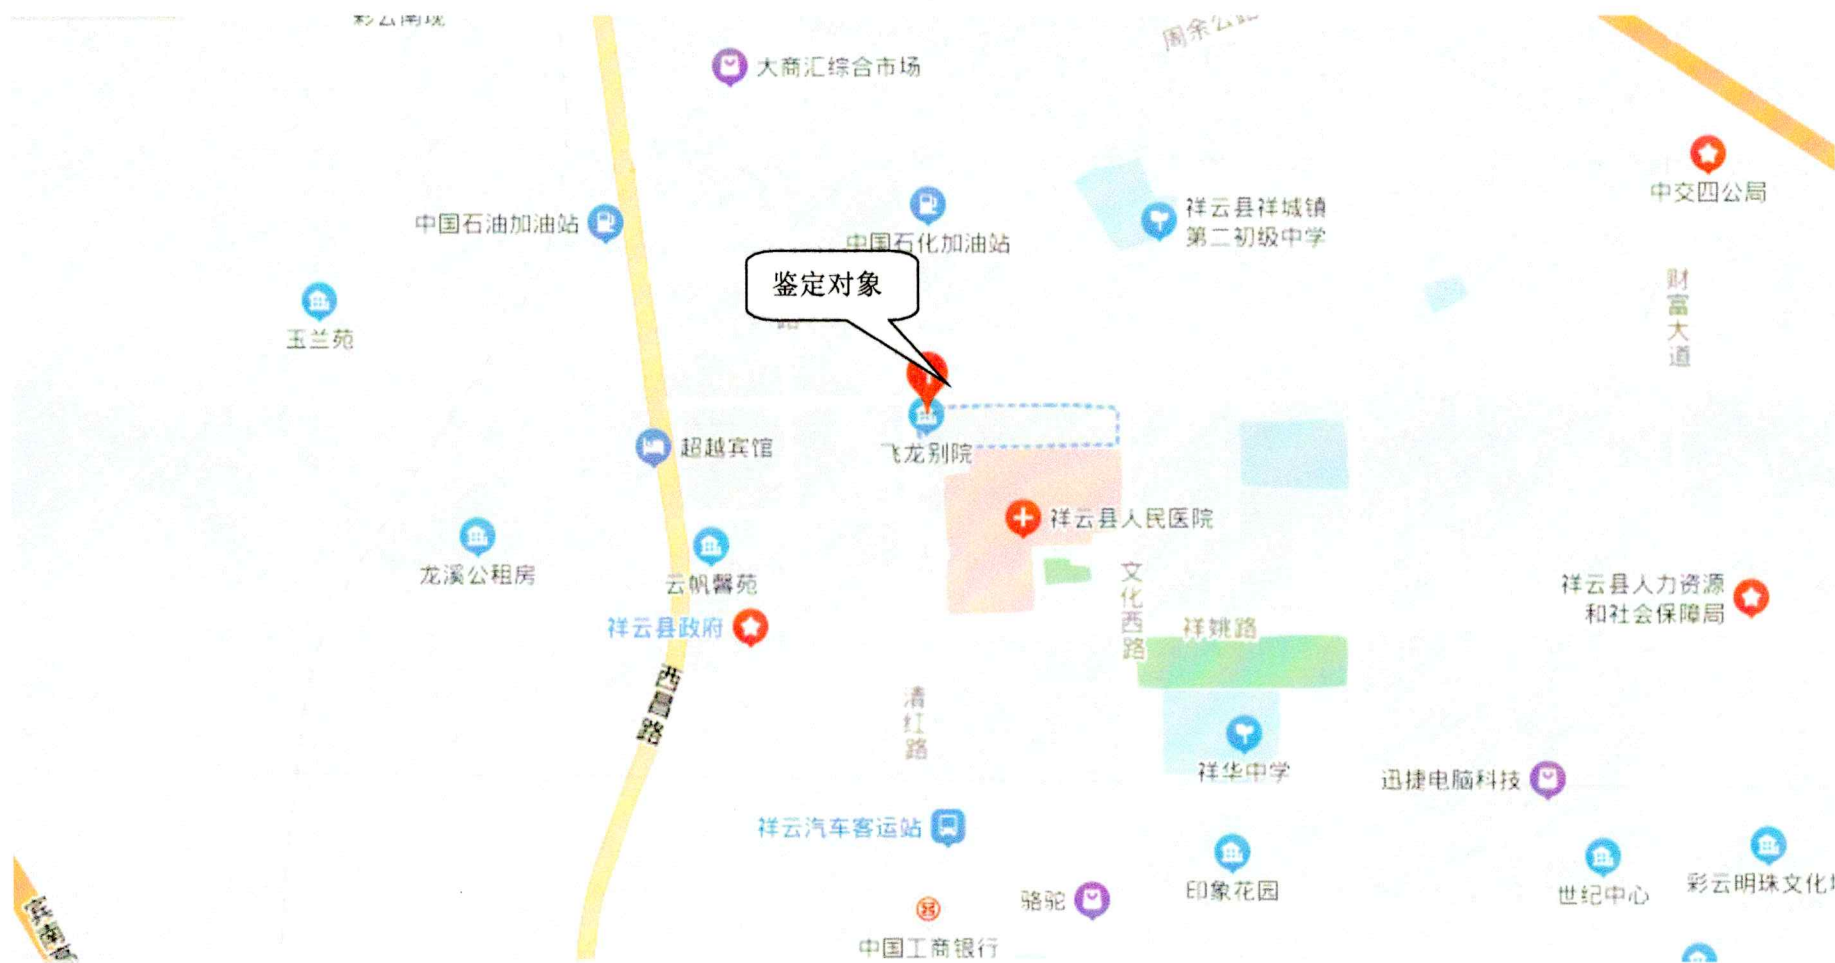 大商汇综合市场
中交四公局
中国石油加油站
中国石化加油站
祥云县祥城镇
第二初级中学
鉴定对象
财富大道
玉兰苑
路
超越宾馆
飞龙别院
祥云县人民医院
龙溪公租房
云帆馨苑
文化西路
祥云县人力资源
和社会保障局
祥云县政府
祥姚路
西昌路
清红路
祥华中学
迅捷电脑科技
祥云汽车客运站
印象花园
世纪中心
彩云明珠文化
骆驼
中国工商银行